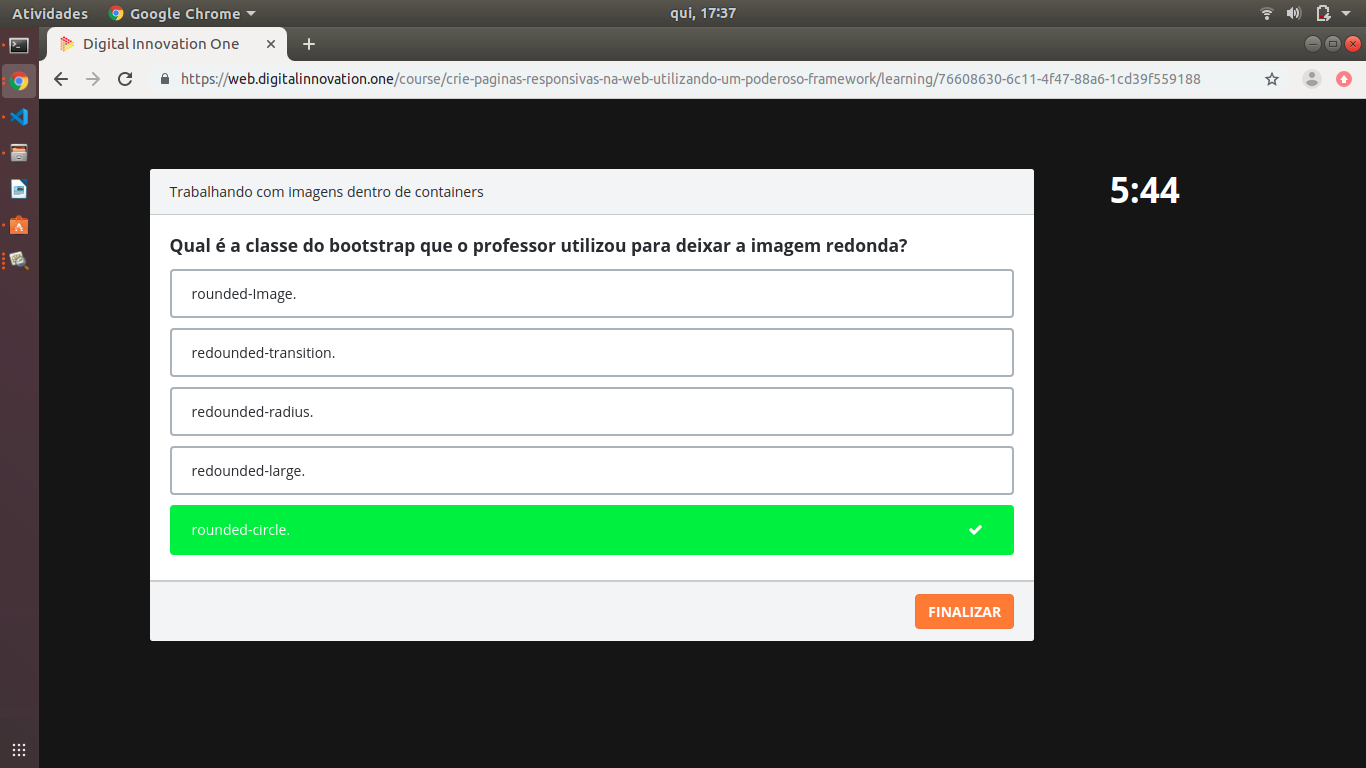 Atividades
Google Chrome
qui, 17:37
Digital Innovation One
https://web.digitalinnovation.one/course/crie-paginas-responsivas-na-web-utilizando-um-poderoso-framework/learning/76608630-6c11-4f47-88a6-1cd39f559188
Trabalhando com imagens dentro de containers
5:44
Qual é a classe do bootstrap que o professor utilizou para deixar a imagem redonda?
rounded-Image.
redounded-transition.
redounded-radius.
redounded-large.
rounded-circle.
FINALIZAR